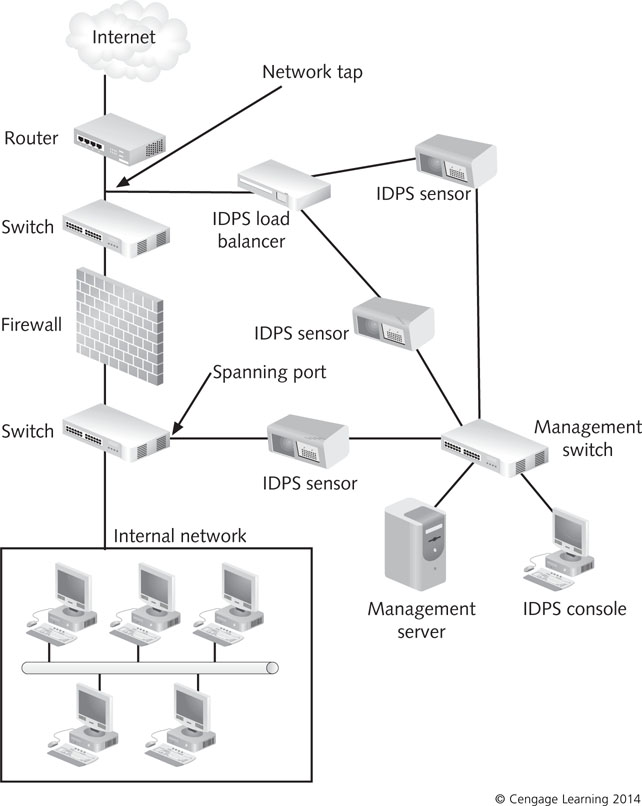 Internet
Network tap
Router
IDPS sensor
IDPS load
balancer
Switch
Firewall
IDPS sensor
Spanning port
Switch
Management
switch
IDPS sensor
Internal network
Management
server
IDPS console
© Cengage Learning 2014